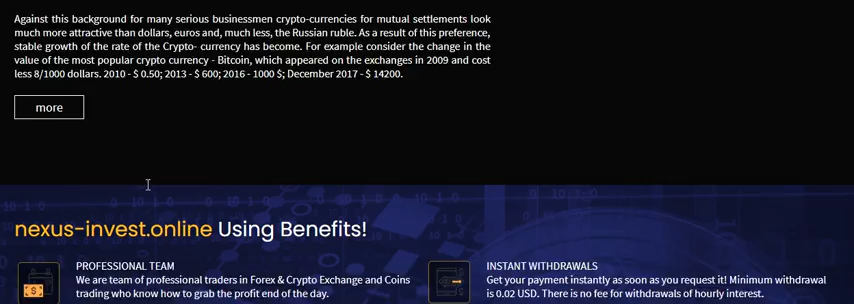 Against this background for many serious businessmen crypto-currencies for mutual settlements look
much more attractive than dollars, euros and, much less, the Russian ruble. As a result of this preference,
stable growth of the rate of the Crypto- currency has become. For example consider the change in the
value of the most popular crypto currency - Bitcoin, which appeared on the exchanges in 2009 and cost
less 8/1000 dollars. 2010 - $ 0.50; 2013 - $ 600; 2016 - 1000 $; December 2017 - $ 14200.
more
nexus-invest.online Using Benefits!
PROFESSIONAL TEAM
We are team of professional traders in Forex & Crypto Exchange and Coins
trading who know how to grab the profit end of the day.
INSTANT WITHDRAWALS
Get your payment instantly as soon as you request it! Minimum withdrawal
is 0.02 USD. There is no fee for withdrawals of hourly interest.